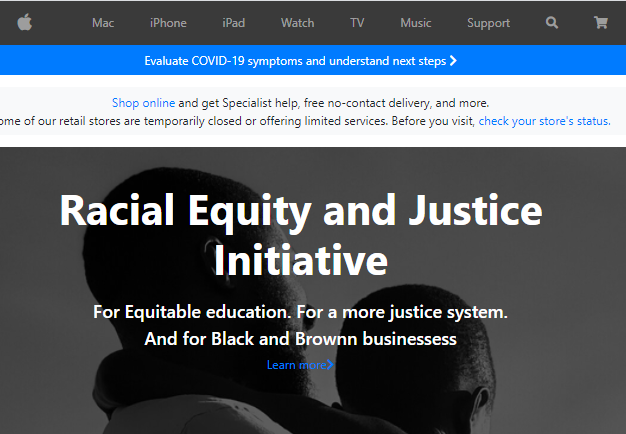 Mac iPhone iPad Watch TV Music Support
Evaluate COVID-19 symptoms and understand next steps
Shop online and get Specialist help, free no-contact delivery, and more.
ome of our retail stores are temporarily closed or offering limited services. Before you visit, check your store's status.
Racial Equity and Justice
Initiative
For Equitable education. For a more justice system.
And for Black and Brownn businessess
Learn more